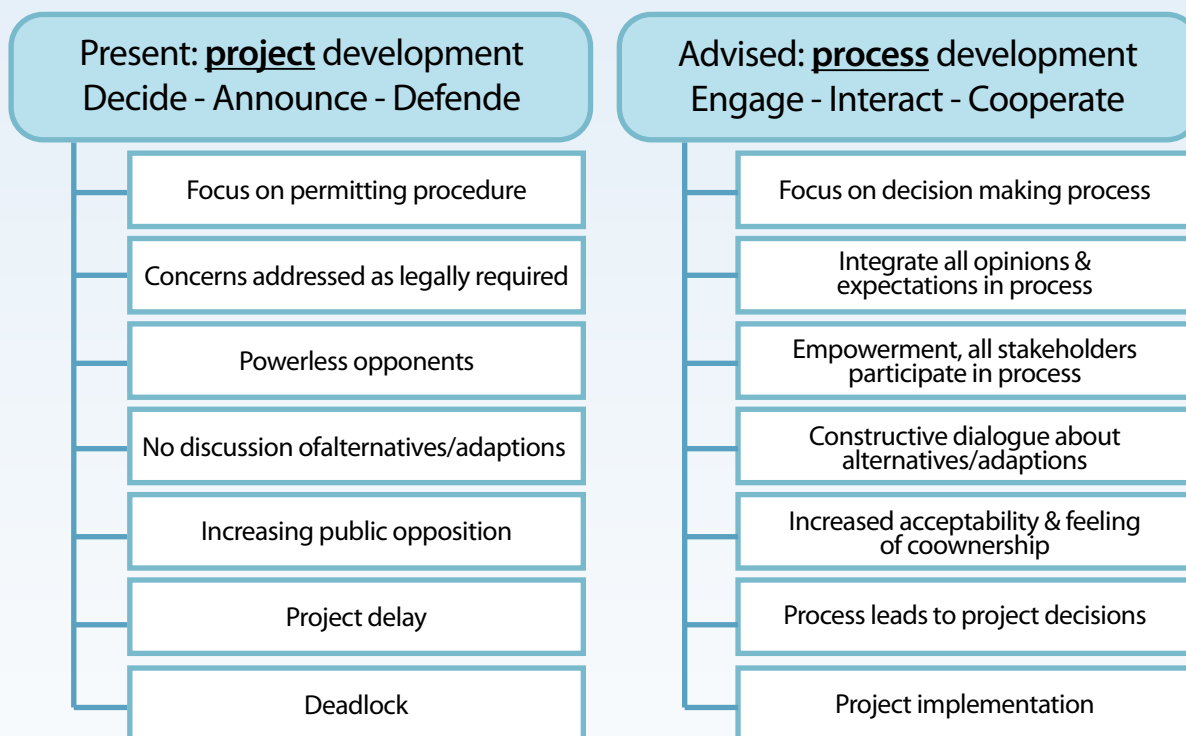 Present: project development
Decide - Announce - Defende
Focus on permitting procedure
Concerns addressed as legally required
Powerless opponents
No discussion ofalternatives/adaptions
Increasing public opposition
Project delay
Deadlock
Advised: process development
Engage - Interact - Cooperate
Focus on decision making process
Integrate all opinions &
expectations in process
Empowerment, all stakeholders
participate in process
Constructive dialogue about
alternatives/adaptions
Increased acceptability & feeling
of coownership
Process leads to project decisions
Project implementation